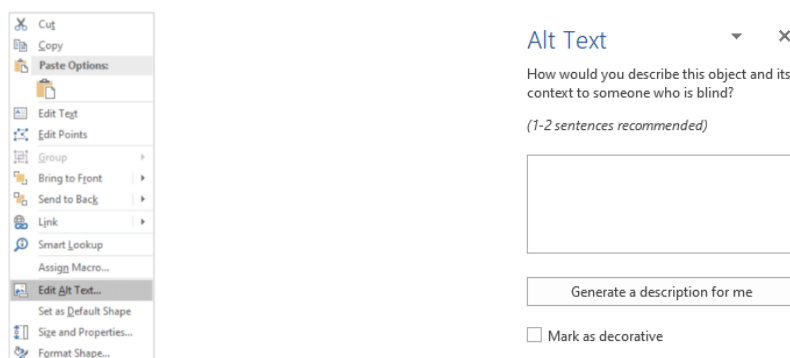 Cut
Copy
Paste Options:
Edit Text
Edit Points
Group
Bring to Front
Send to Back
Link
Smart Lookup
Assign Macro...
Edit Alt Text...
Set as Default Shape
Size and Properties...
Format Shape...
Alt Text
How would you describe this object and its
context to someone who is blind?
(1-2 sentences recommended)
Generate a description for me
Mark as decorative